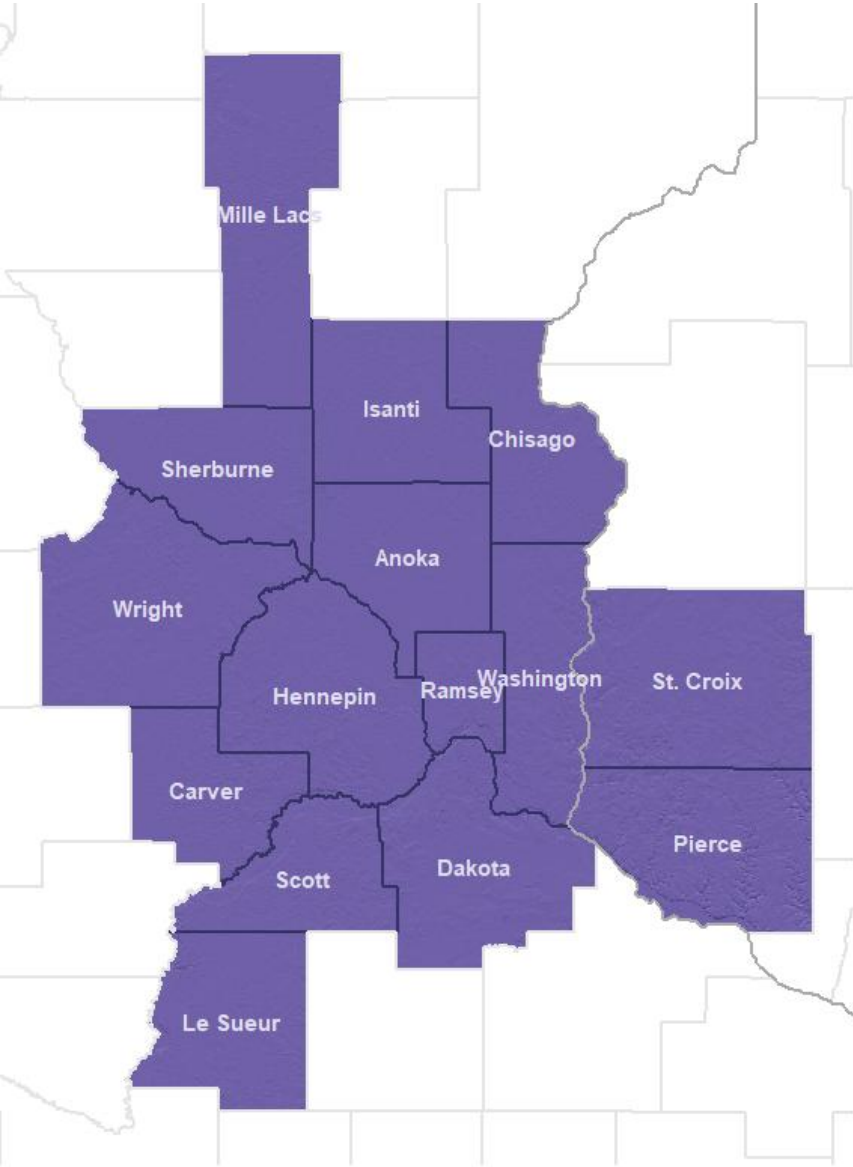 Mille Lacs
Isanti
Chisago
Sherburne
Anoka
Wright
Washington
St. Croix
Ramsey
Hennepin
Carver
Pierce
Dakota
Scott
Le Sueur